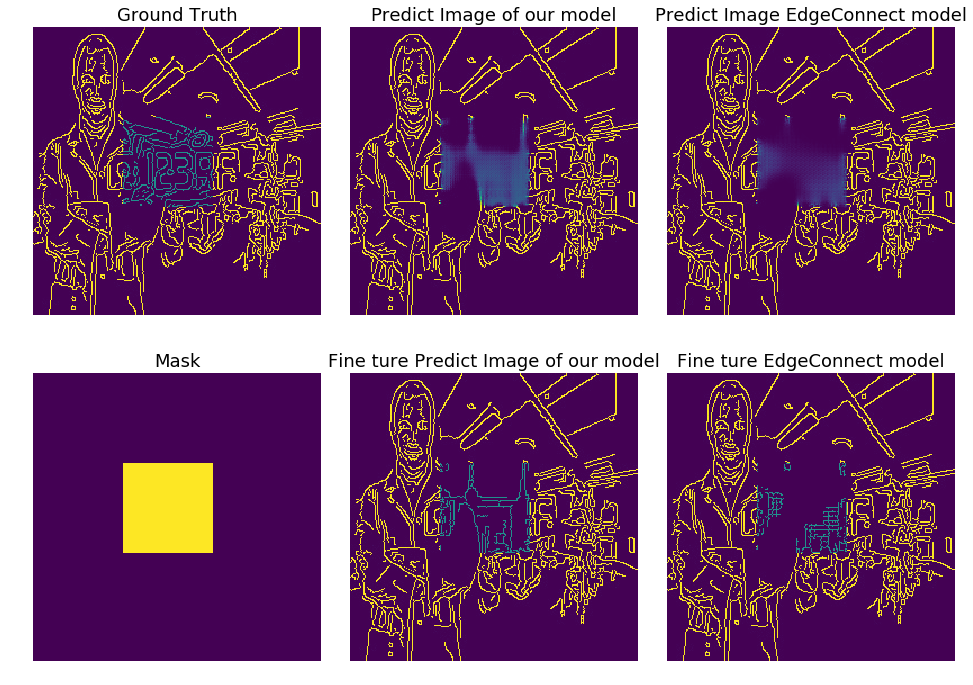 Ground Truth
Predict Image of our model
Predict Image EdgeConnect model
123
Mask
Fine ture Predict Image of our model
Fine ture EdgeConnect model